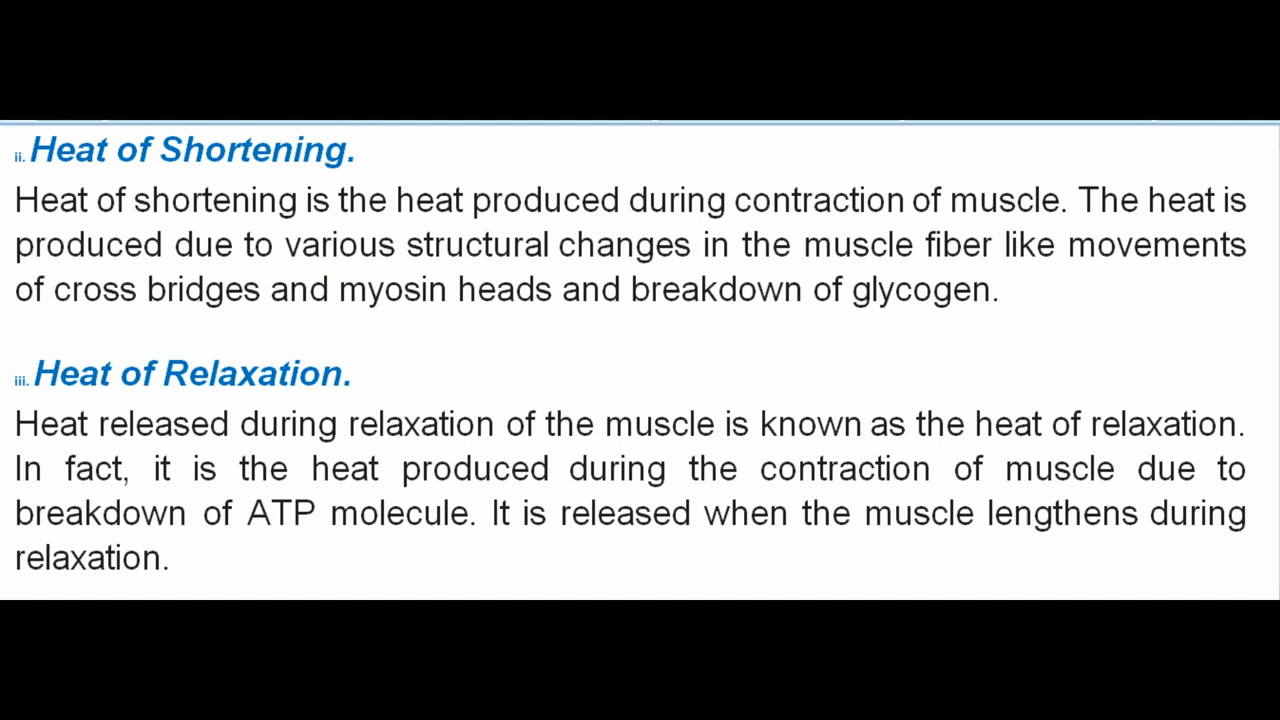 ii. Heat of Shortening.
Heat of shortening is the heat produced during contraction of muscle. The heat is
produced due to various structural changes in the muscle fiber like movements
of cross bridges and myosin heads and breakdown of glycogen.
iii. Heat of Relaxation.
Heat released during relaxation of the muscle is known as the heat of relaxation.
In fact, it is the heat produced during the contraction of muscle due to
breakdown of ATP molecule. It is released when the muscle lengthens during
relaxation.